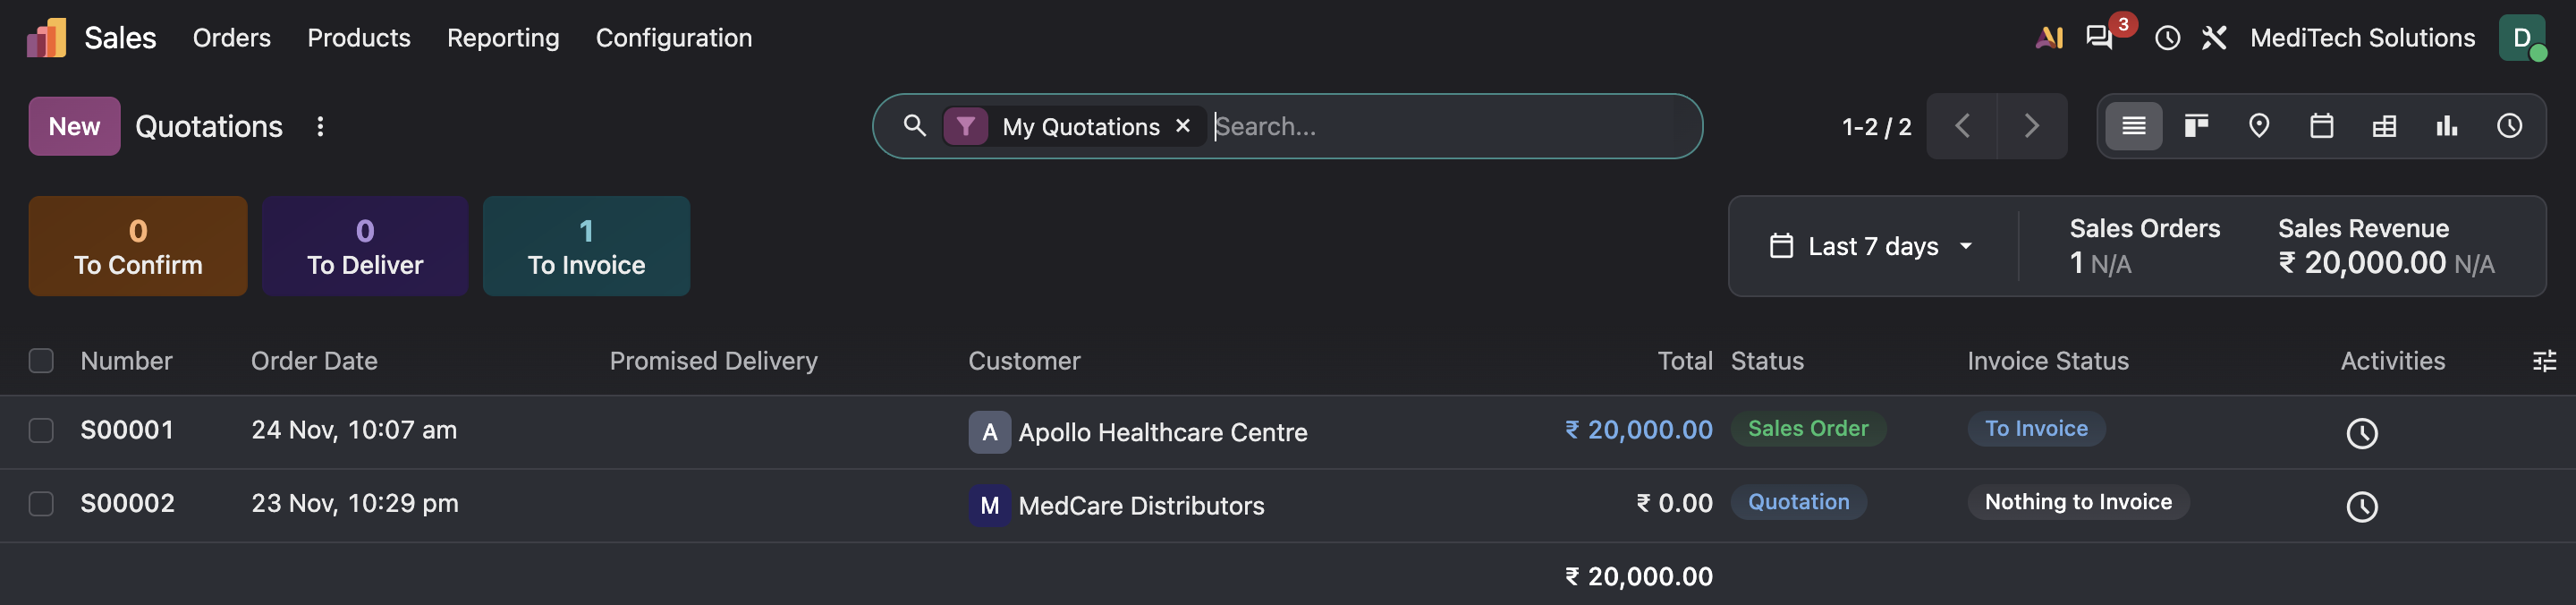 Sales Orders Products Reporting Configuration AI 3 MediTech Solutions D
New Quotations My Quotations Search... 1-2 / 2
0 To Confirm
0 To Deliver
1 To Invoice
Last 7 days
Sales Orders
1 N/A
Sales Revenue
₹ 20,000.00 N/A
Number Order Date Promised Delivery Customer Total Status Invoice Status Activities
S00001 24 Nov, 10:07 am A Apollo Healthcare Centre ₹ 20,000.00 Sales Order To Invoice
S00002 23 Nov, 10:29 pm M MedCare Distributors ₹ 0.00 Quotation Nothing to Invoice
₹ 20,000.00